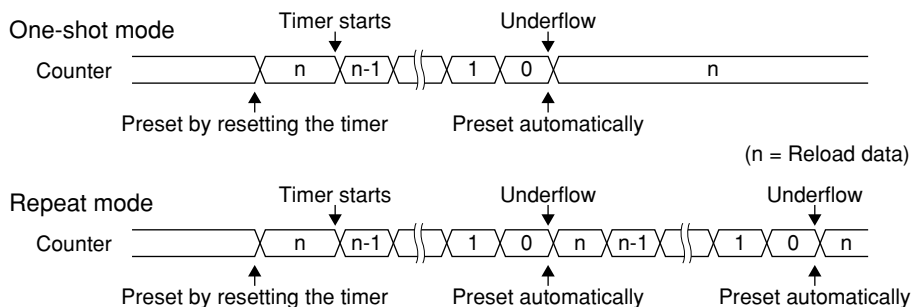 Timer starts Underflow
One-shot mode
Counter n n-1 1 0 n
Preset by resetting the timer Preset automatically
(n = Reload data)
Timer starts Underflow Underflow
Repeat mode
Counter n n-1 1 0 n n-1 1 0 n
Preset by resetting the timer Preset automatically Preset automatically